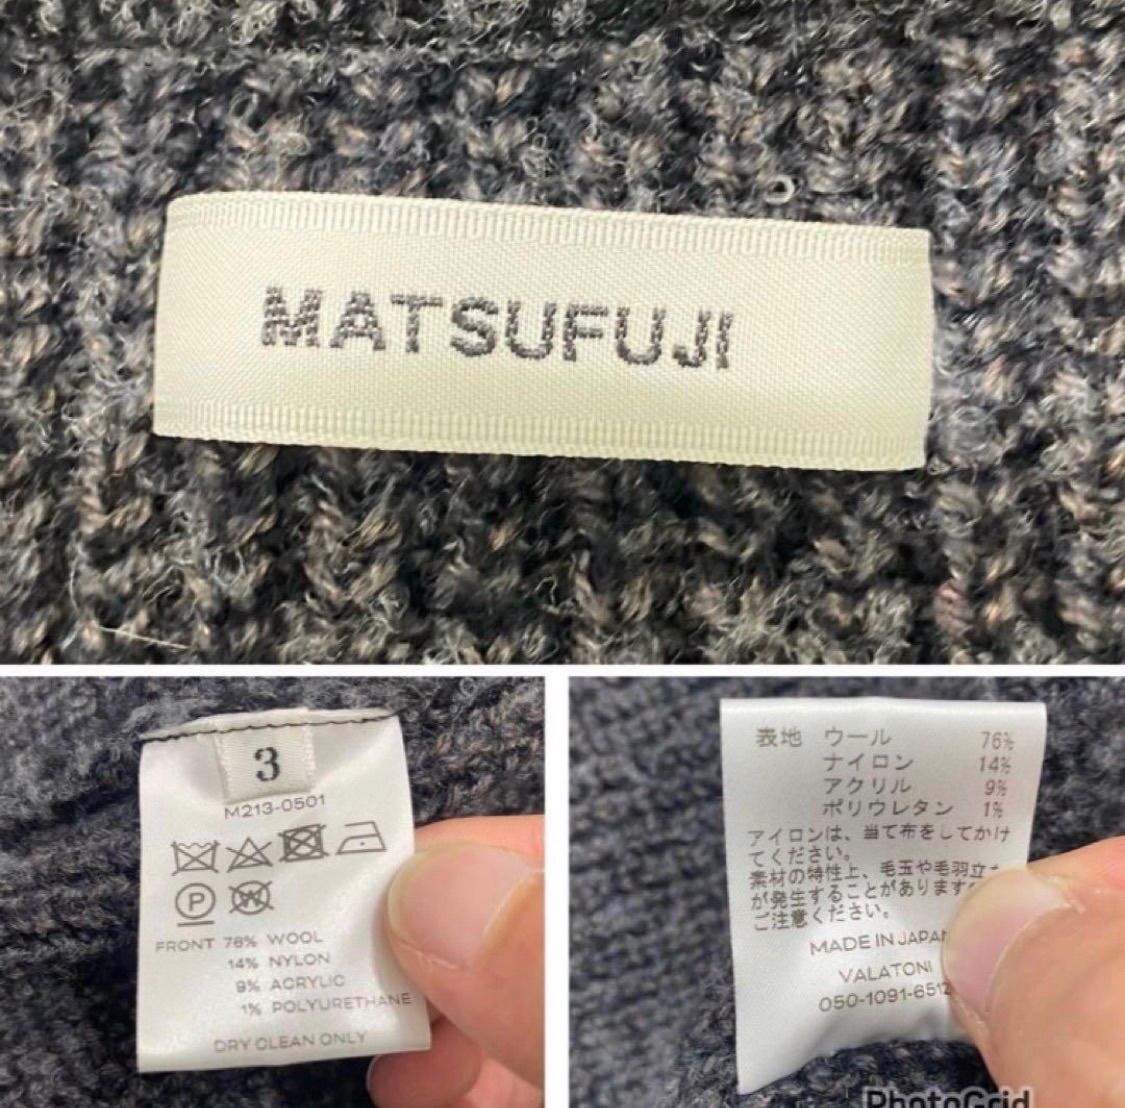 MATSUFUJI
3
M213-0501
P
W
FRONT 76% WOOL
14% NYLON
9% ACRYLIC
1% POLYURETHANE
DRY CLEAN ONLY
表地 ウール 76%
ナイロン 14%
アクリル 9%
ポリウレタン 1%
アイロンは、当て布をしてかけ
てください。
素材の特性上、毛玉や毛羽立
が発生することがあります
ご注意ください。
MADE IN JAPAN
VALATONI
050-1091-6512
PhotoGrid